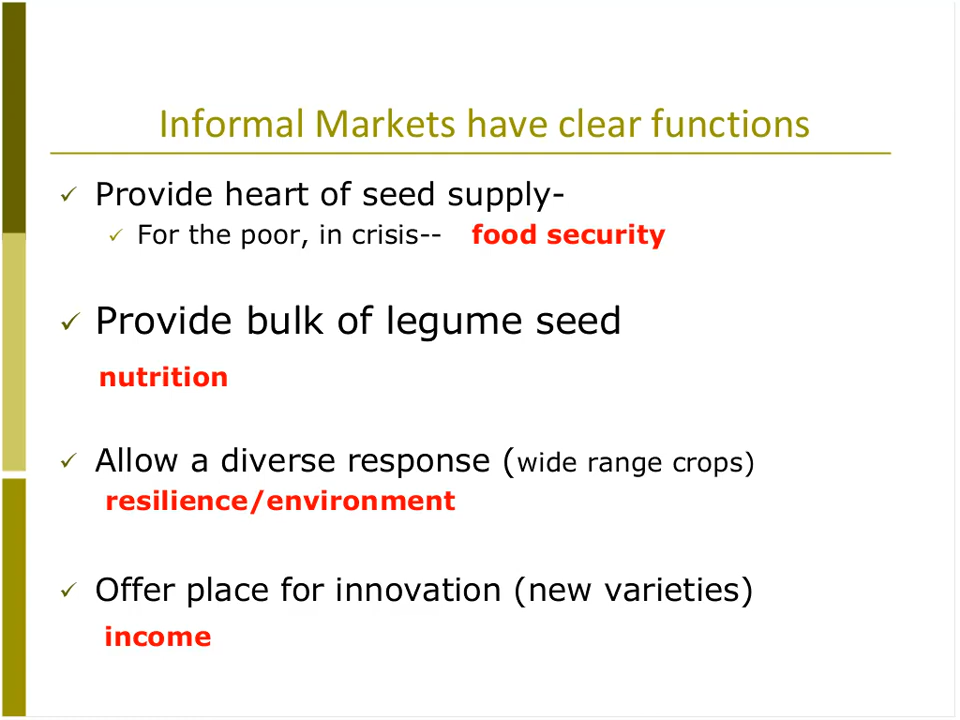 Informal Markets have clear functions
Provide heart of seed supply-
For the poor, in crisis-- food security
Provide bulk of legume seed
nutrition
Allow a diverse response (wide range crops)
resilience/environment
Offer place for innovation (new varieties)
income